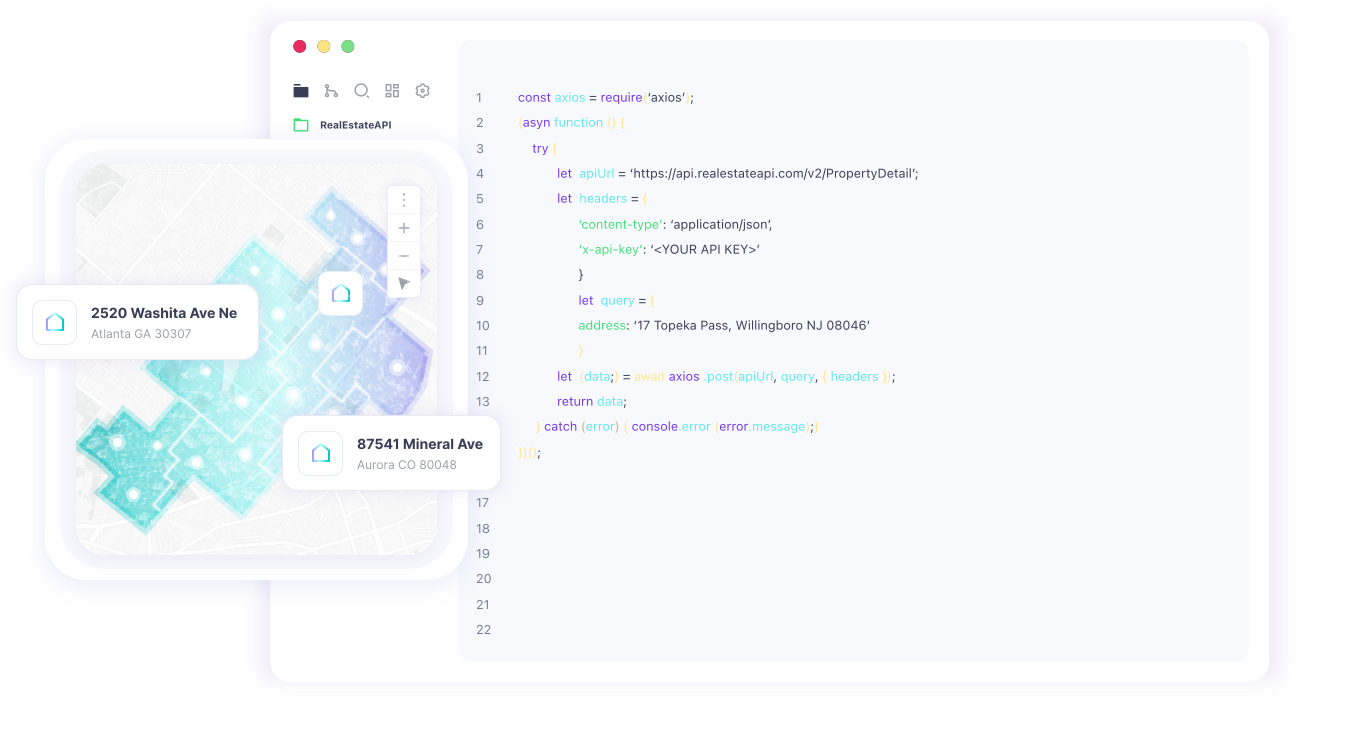 RealEstateAPI
2520 Washita Ave Ne
Atlanta GA 30307
87541 Mineral Ave
Aurora CO 80048
1 const axios = require(‘axios’);
2 (asyn function () {
3 try {
4 let apiUrl = ‘https://api.realestateapi.com/v2/PropertyDetail’;
5 let headers = {
6 ‘content-type’: ‘application/json’,
7 ‘x-api-key’: ‘<YOUR API KEY>’
8 }
9 let query = {
10 address: ‘17 Topeka Pass, Willingboro NJ 08046’
11 }
12 let {data;} = await axios .post(apiUrl, query, { headers });
13 return data;
} catch (error) { console.error (error.message);}
})();
17
18
19
20
21
22